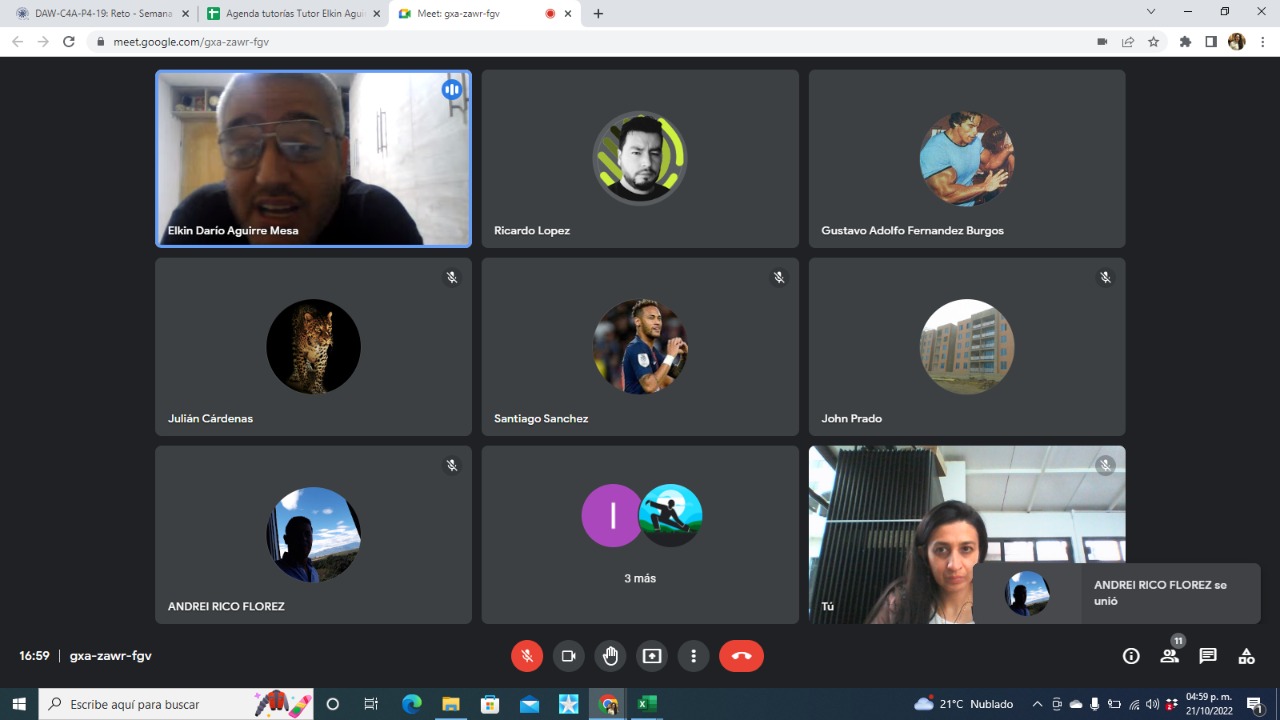 DAW-C4A-P4-19: Reto - Semana
Agenda tutorías Tutor Elkin Agui
Meet: gxa-zawr-fgv
meet.google.com/gxa-zawr-fgv
Elkin Darío Aguirre Mesa
Ricardo Lopez
Gustavo Adolfo Fernandez Burgos
Julián Cárdenas
Santiago Sanchez
John Prado
ANDREI RICO FLOREZ
I
3 más
Tú
ANDREI RICO FLOREZ se
unió
16:59 | gxa-zawr-fgv
11
Escribe aquí para buscar
21°C Nublado
04:59 p. m.
21/10/2022
1